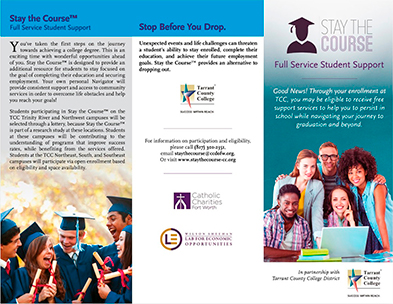 Stay the Course™
Full Service Student Support
You've taken the first steps on the journey
towards achieving a college degree. This is an
exciting time with wonderful opportunities ahead
of you. Stay the Course™ is designed to provide an
additional resource for students to stay focused on
the goal of completing their education and securing
employment. Your own personal Navigator will
provide consistent support and access to community
services in order to overcome life obstacles and help
you reach your goals!
Students participating in Stay the Course™ on the
TCC Trinity River and Northwest campuses will be
selected through a lottery, because Stay the Course™
is part of a research study at these locations. Students
at these campuses will be contributing to the
understanding of programs that improve success
rates, while benefiting from the services offered.
Students at the TCC Northeast, South, and Southeast
campuses will participate via open enrollment based
on eligibility and space availability.
Stop Before You Drop.
Unexpected events and life challenges can threaten
a student's ability to stay enrolled, complete their
education, and achieve their future employment
goals. Stay the Course™ provides an alternative to
dropping out.
Tarrant
County
College
SUCCESS WITHIN REACH
For information on participation and eligibility,
please call
email staythecourse@ccdofw.org.
Or visit www.staythecourse-cc.org
Catholic
Charities
Fort Worth
LEO
WILSON SHEEHAN
LAB FOR ECONOMIC
OPPORTUNITIES
STAY THE
COURSE
Full Service Student Support
Good News! Through your enrollment at
TCC, you may be eligible to receive free
support services to help you to persist in
school while navigating your journey to
graduation and beyond.
In partnership with
Tarrant County College District
Tarrant
County
College
SUCCESS WITHIN REACH